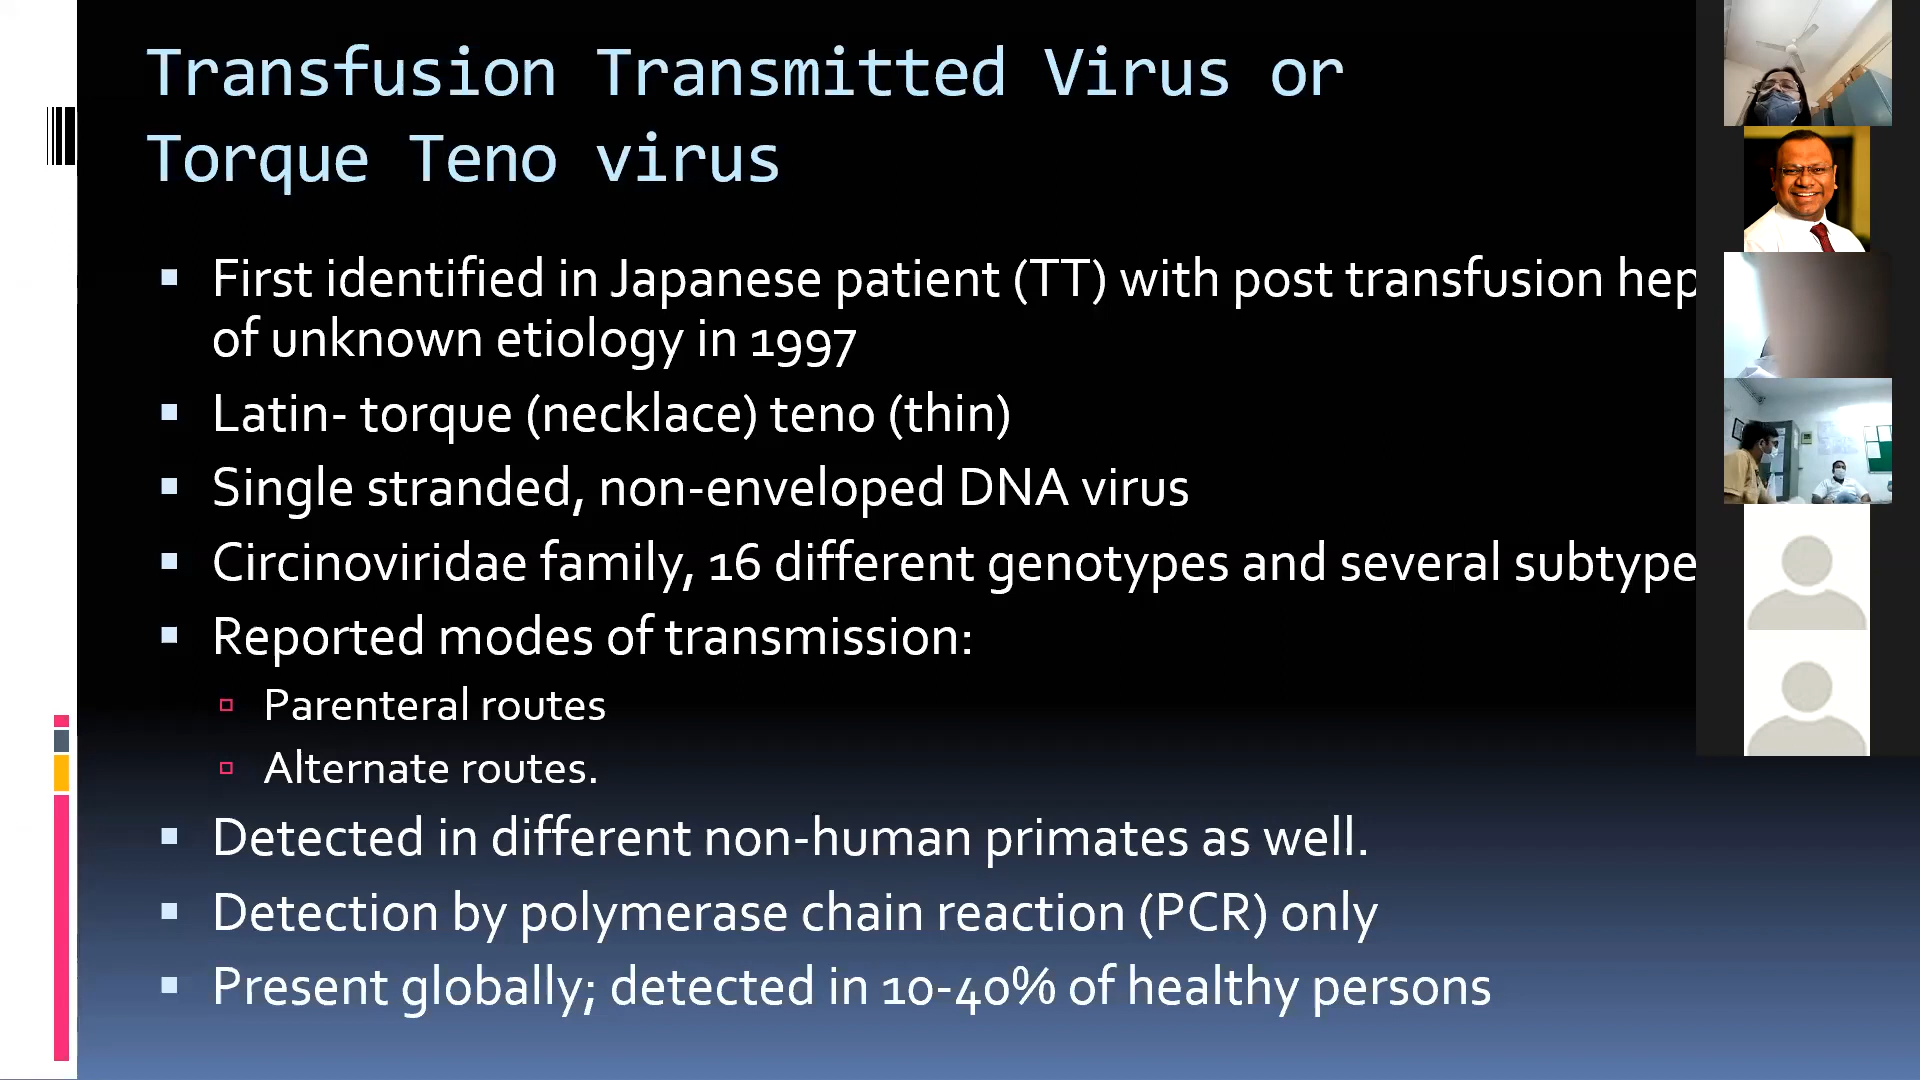 Transfusion Transmitted Virus or
Torque Teno virus
First identified in Japanese patient (TT) with post transfusion hep
of unknown etiology in 1997
Latin- torque (necklace) teno (thin)
Single stranded, non-enveloped DNA virus
Circinoviridae family, 16 different genotypes and several subtype
Reported modes of transmission:
Parenteral routes
Alternate routes.
Detected in different non-human primates as well.
Detection by polymerase chain reaction (PCR) only
Present globally; detected in 10-40% of healthy persons